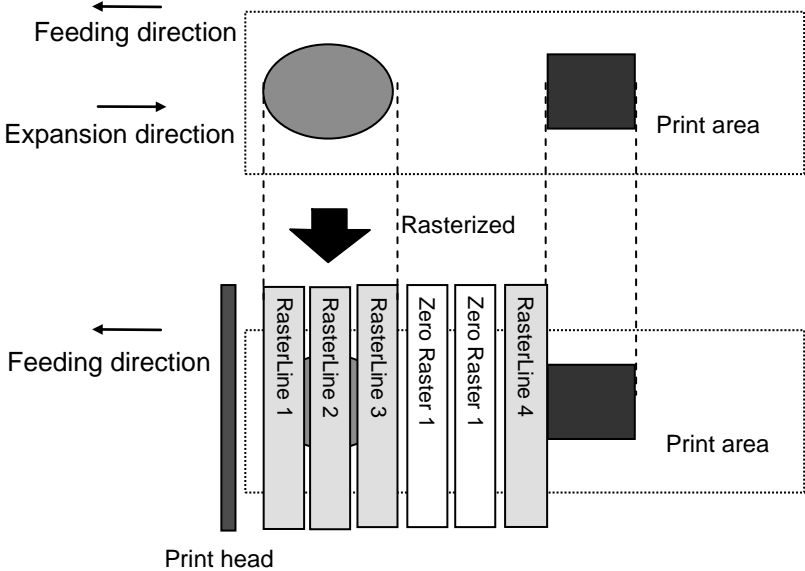 Feeding direction
Expansion direction
Print area
Rasterized
Feeding direction
RasterLine 1
RasterLine 2
RasterLine 3
Zero Raster 1
Zero Raster 1
RasterLine 4
Print area
Print head